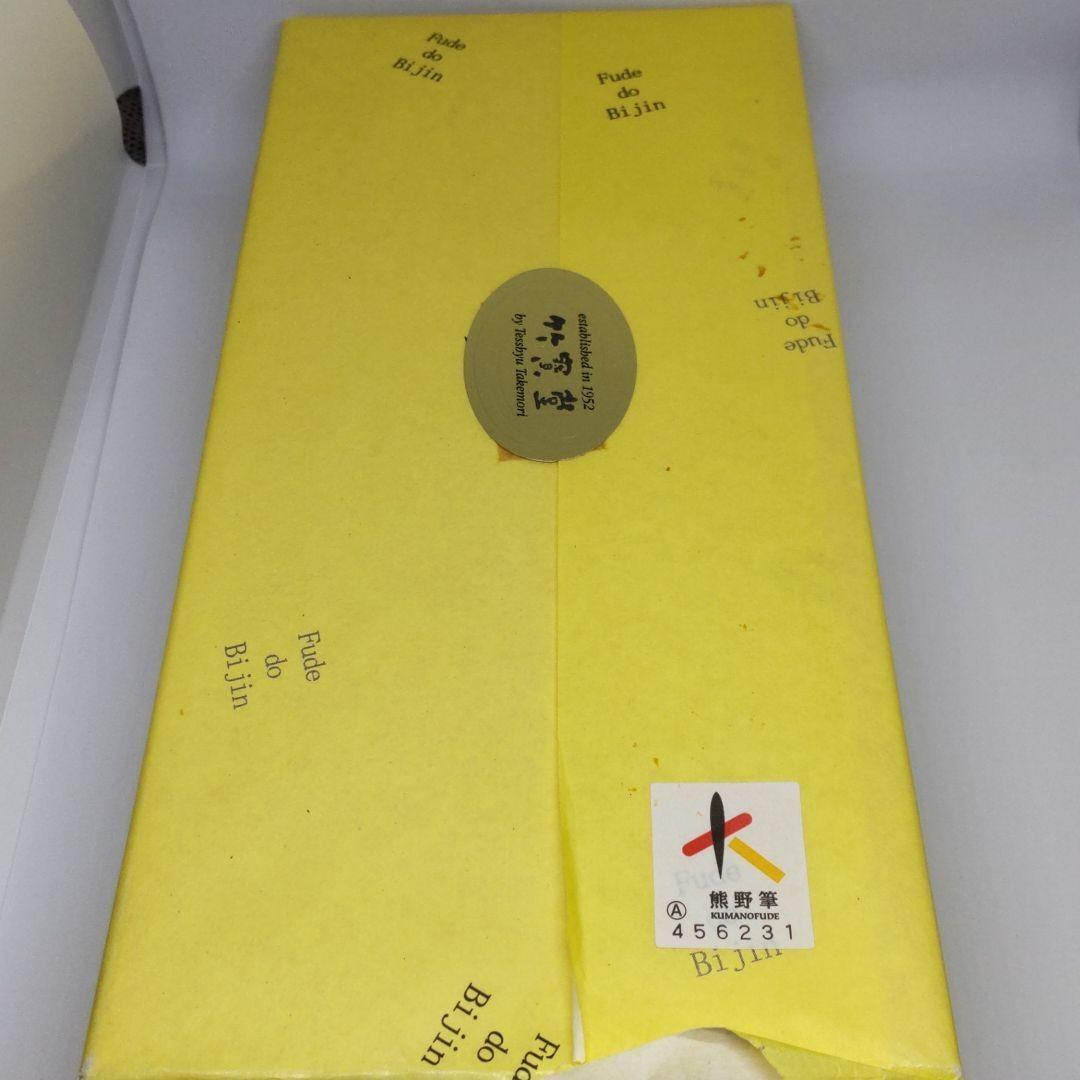 Fude
do
Bijin
Fude
do
Bijin
Fude
do
Bijin
established in 1952
竹寳堂
by Tesshyu Takemori
Fude
do
Bijin
Fude
熊野筆
KUMANOFUDE
Ⓐ
456231
Bijin
do
Bijin